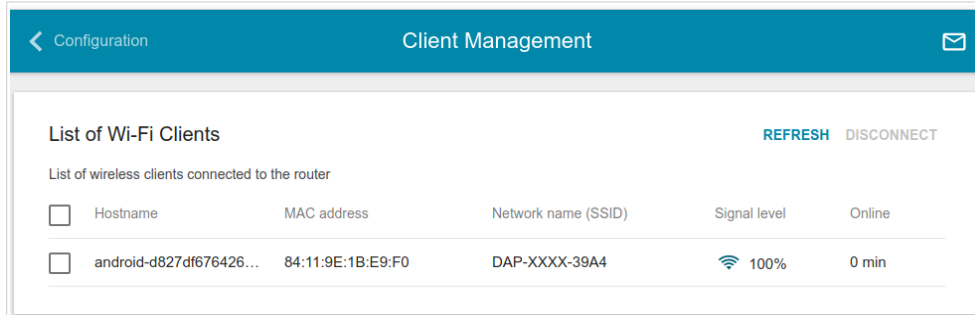 Configuration
Client Management
List of Wi-Fi Clients
REFRESH DISCONNECT
List of wireless clients connected to the router
Hostname MAC address Network name (SSID) Signal level Online
android-d827df676426... 84:11:9E:1B:E9:F0 DAP-XXXX-39A4 100% 0 min